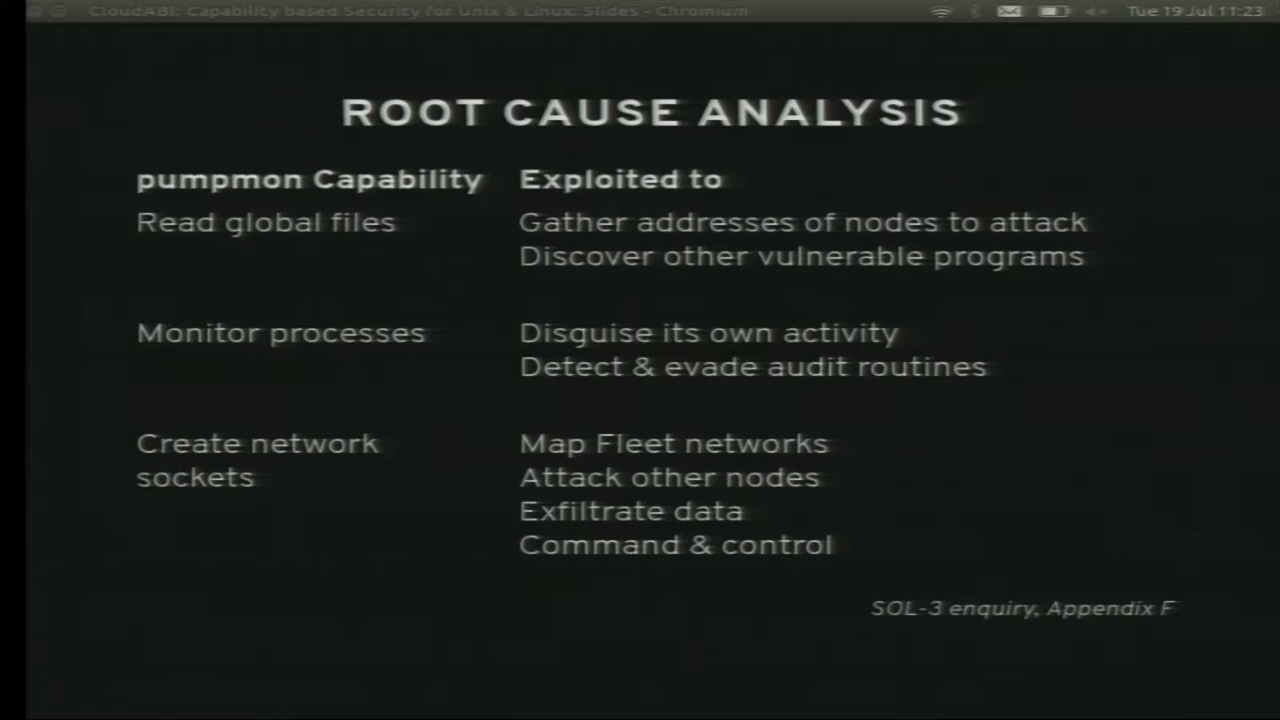 CloudABI: Capability based Security for Unix & Linux: Slides - Chromium
Tue 19 Jul 11:23
ROOT CAUSE ANALYSIS
pumpmon Capability Exploited to
Read global files Gather addresses of nodes to attack
Discover other vulnerable programs
Monitor processes Disguise its own activity
Detect & evade audit routines
Create network Map Fleet networks
sockets Attack other nodes
Exfiltrate data
Command & control
SOL-3 enquiry, Appendix F